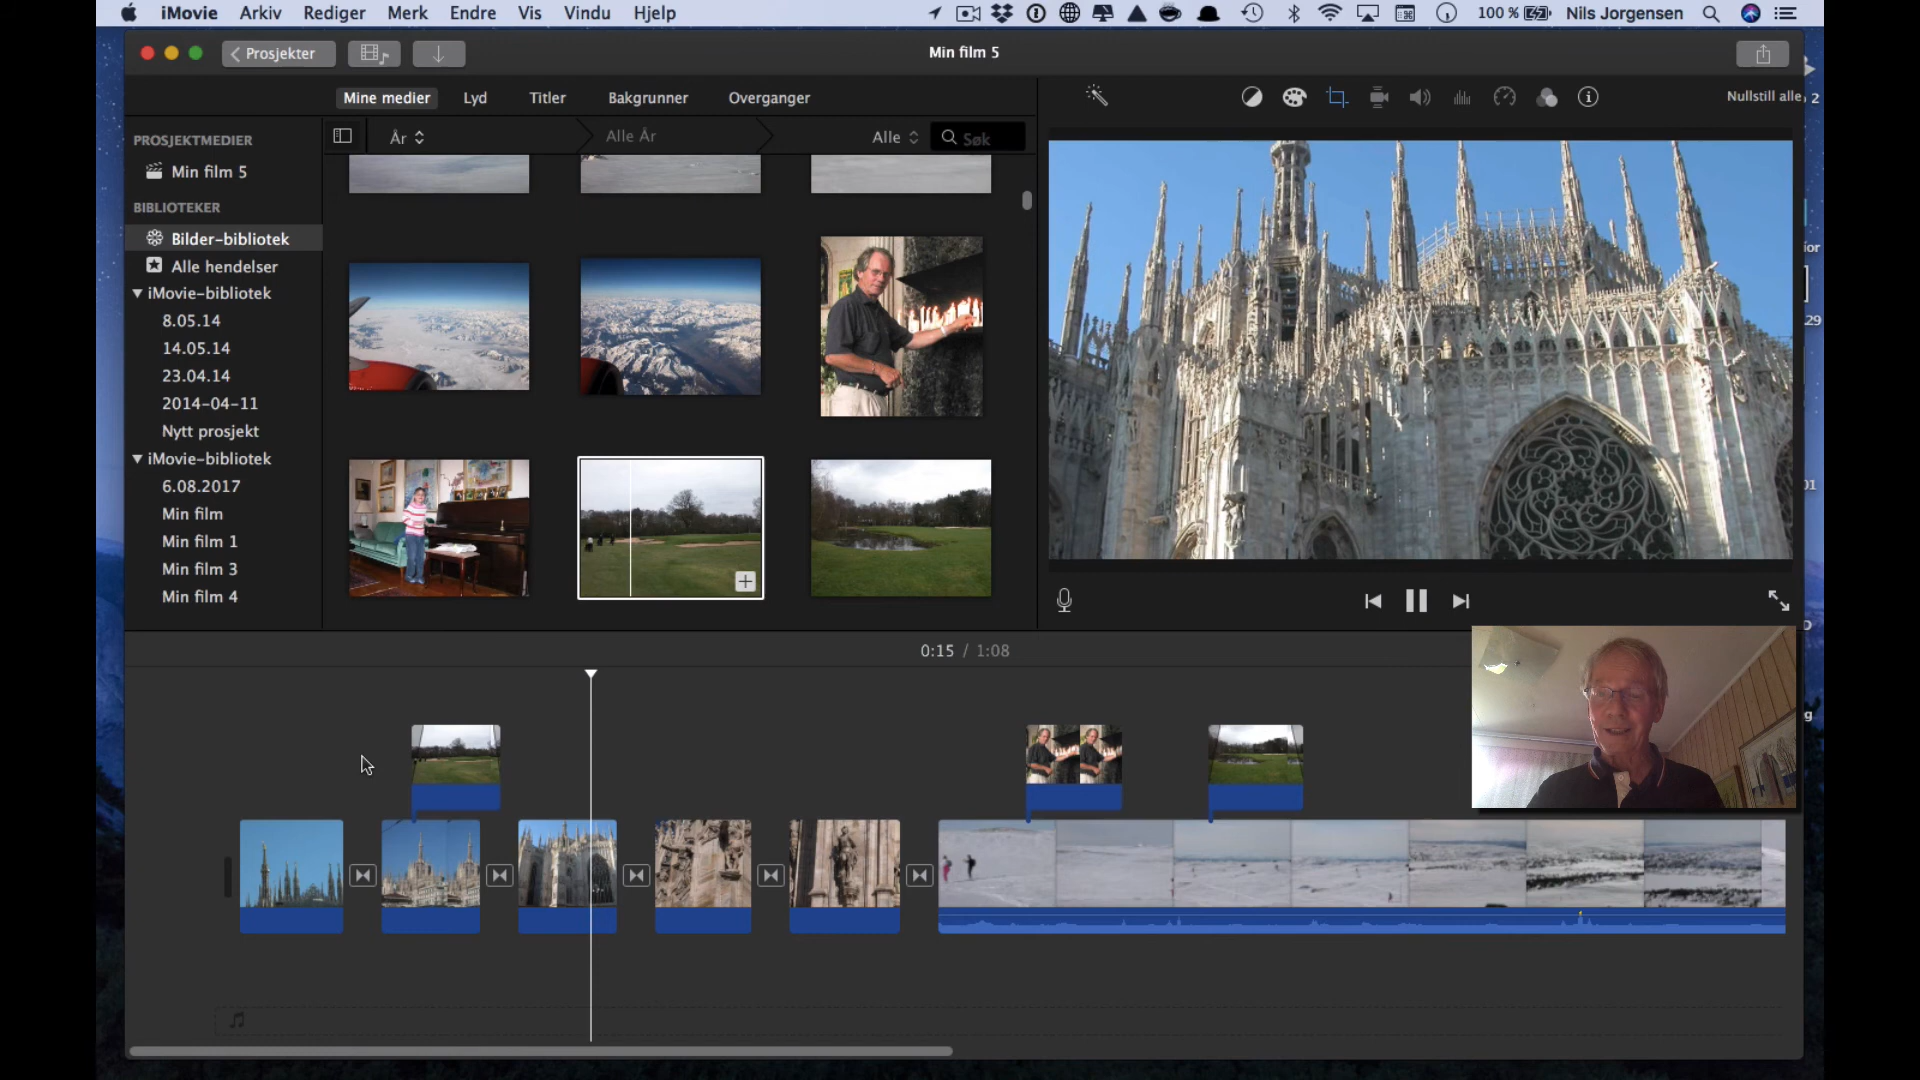 iMovie Arkiv Rediger Merk Endre Vis Vindu Hjelp 100 % Nils Jorgensen
Prosjekter Min film 5
Mine medier Lyd Titler Bakgrunner Overganger Nullstill alle
2
PROSJEKTMEDIER År Alle År Alle Søk
Min film 5
BIBLIOTEKER
Bilder-bibliotek
Alle hendelser
iMovie-bibliotek
8.05.14
14.05.14
23.04.14
2014-04-11
Nytt prosjekt
iMovie-bibliotek
6.08.2017
Min film
Min film 1
Min film 3
Min film 4
0:15 / 1:08